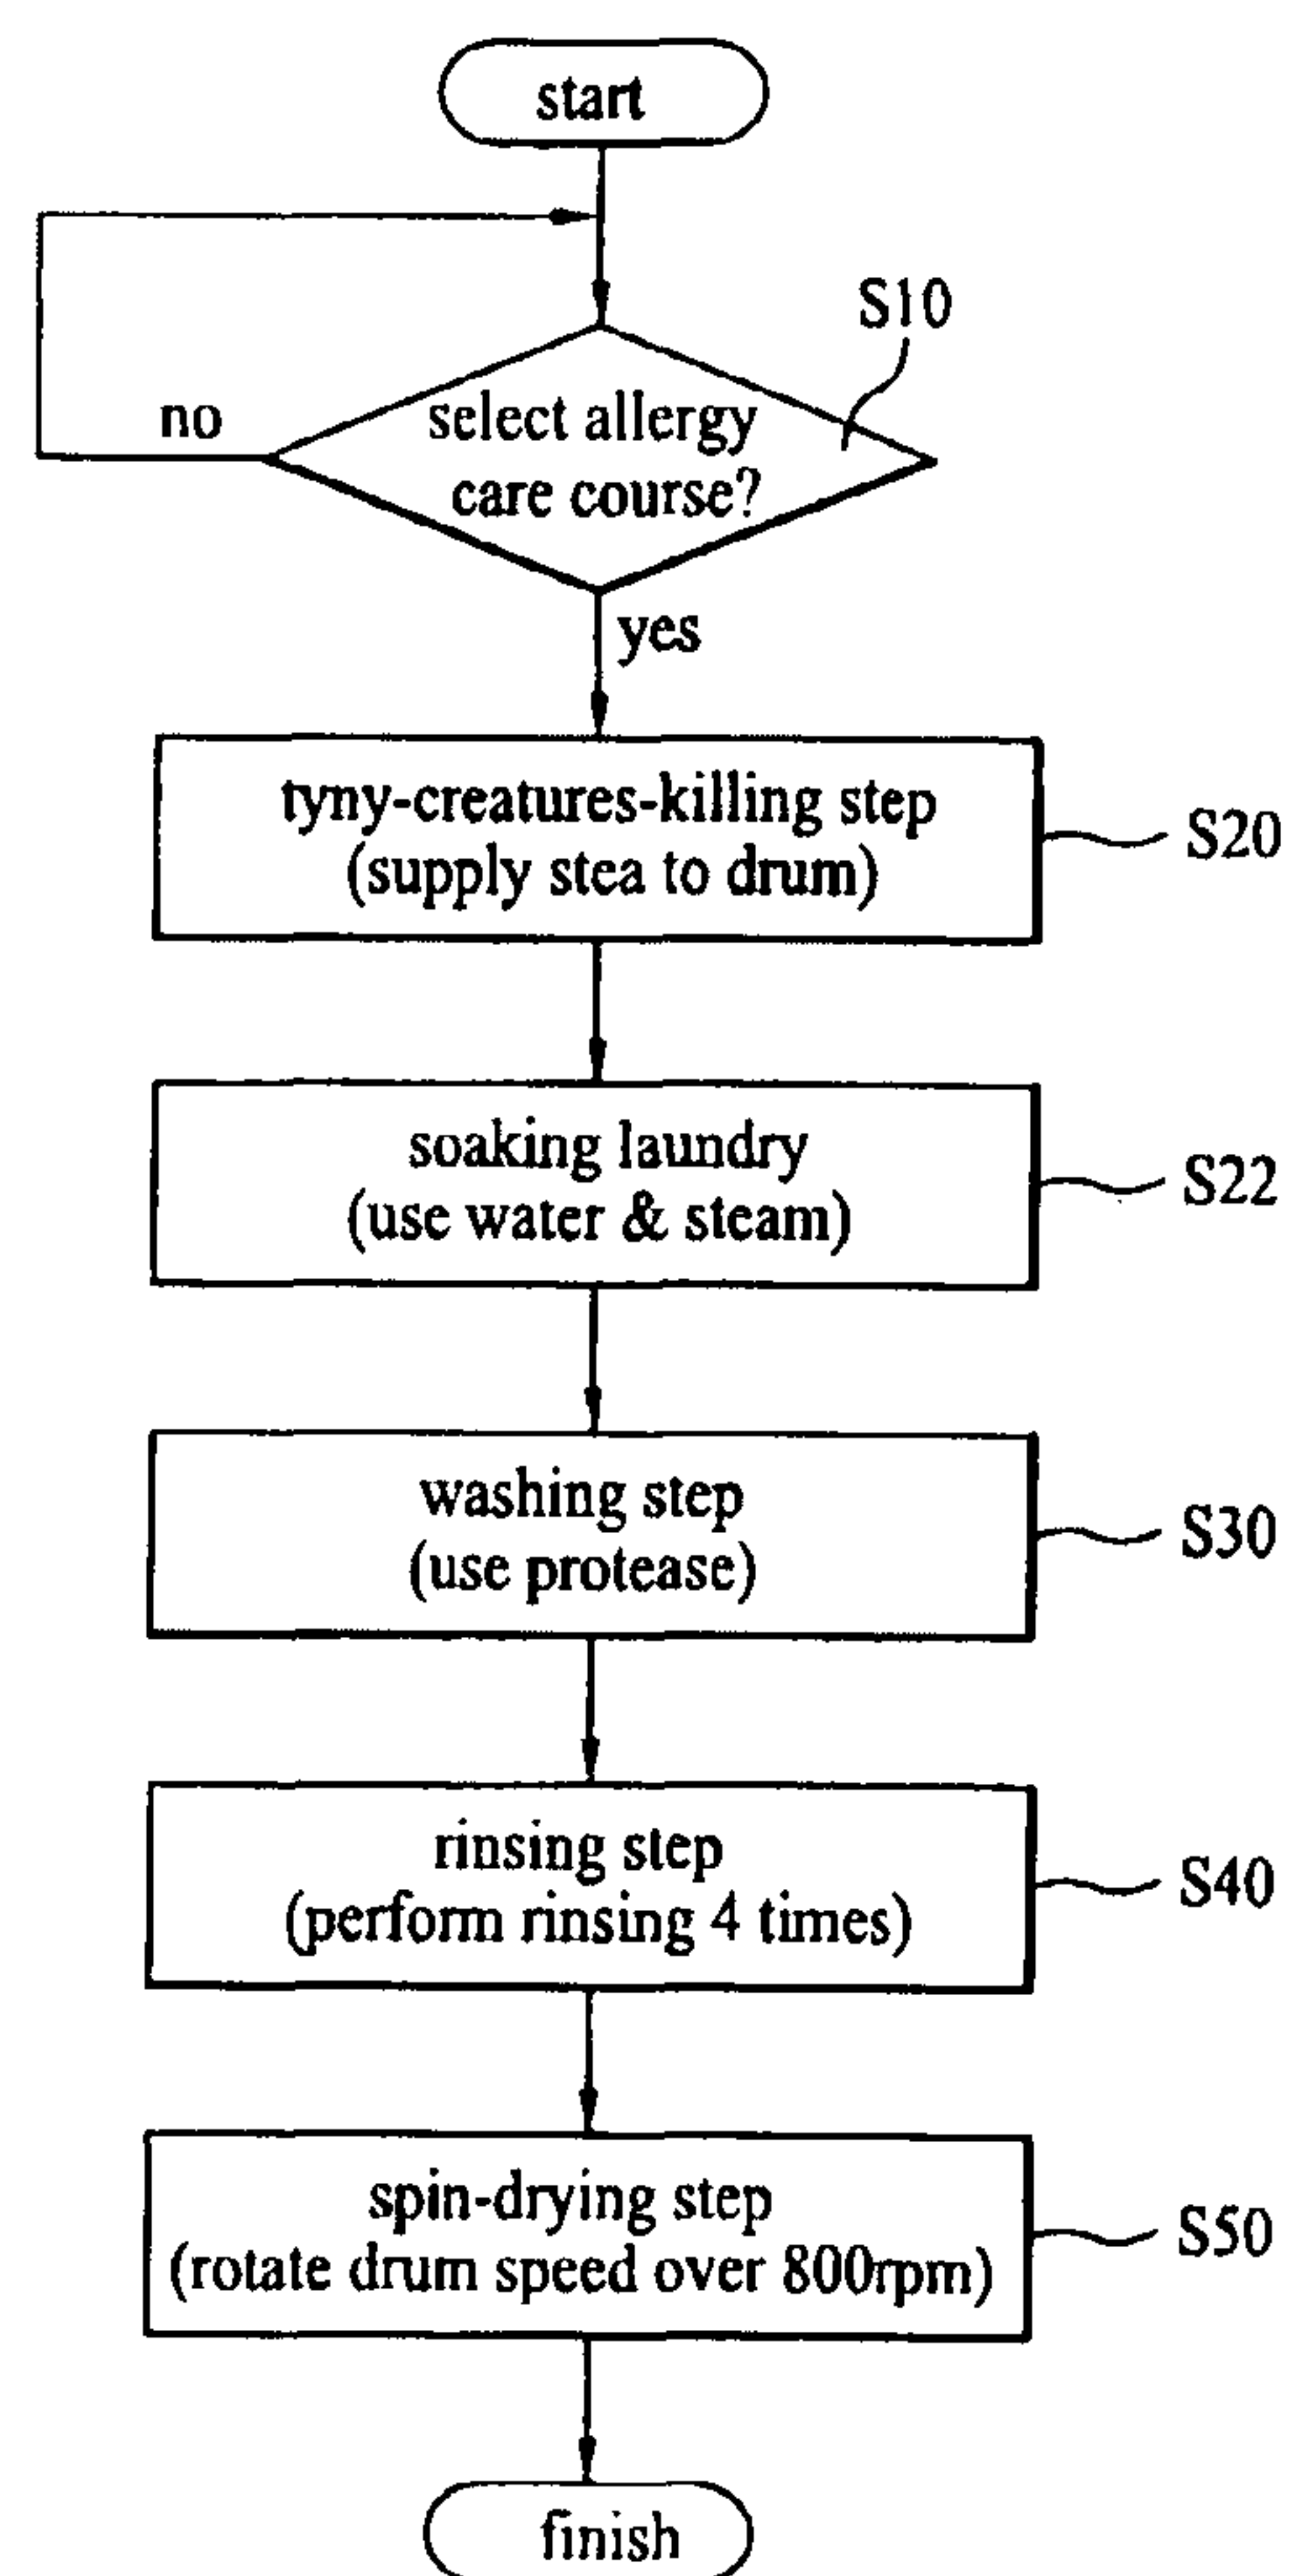 start
S10
no
select allergy
care course?
yes
tyny-creatures-killing step
(supply stea to drum)
S20
soaking laundry
(use water & steam)
S22
washing step
(use protease)
S30
rinsing step
(perform rinsing 4 times)
S40
spin-drying step
(rotate drum speed over 800rpm)
S50
finish